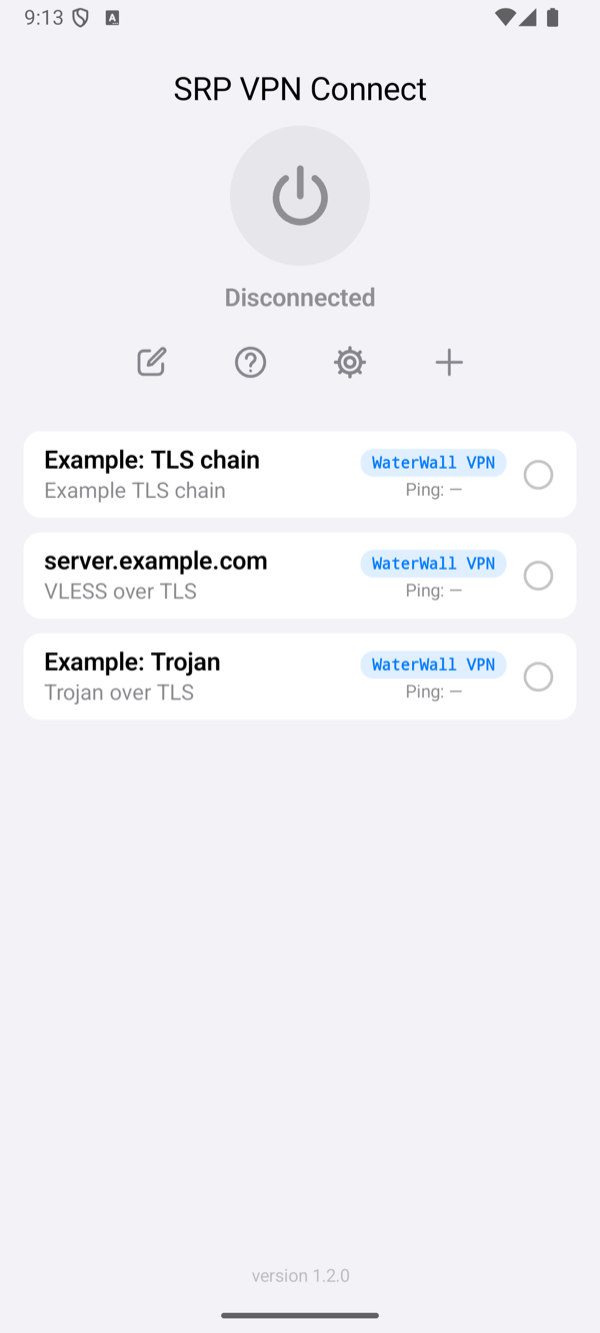 9:13
SRP VPN Connect
Disconnected
Example: TLS chain
WaterWall VPN
Example TLS chain
Ping: —
server.example.com
WaterWall VPN
VLESS over TLS
Ping: —
Example: Trojan
WaterWall VPN
Trojan over TLS
Ping: —
version 1.2.0